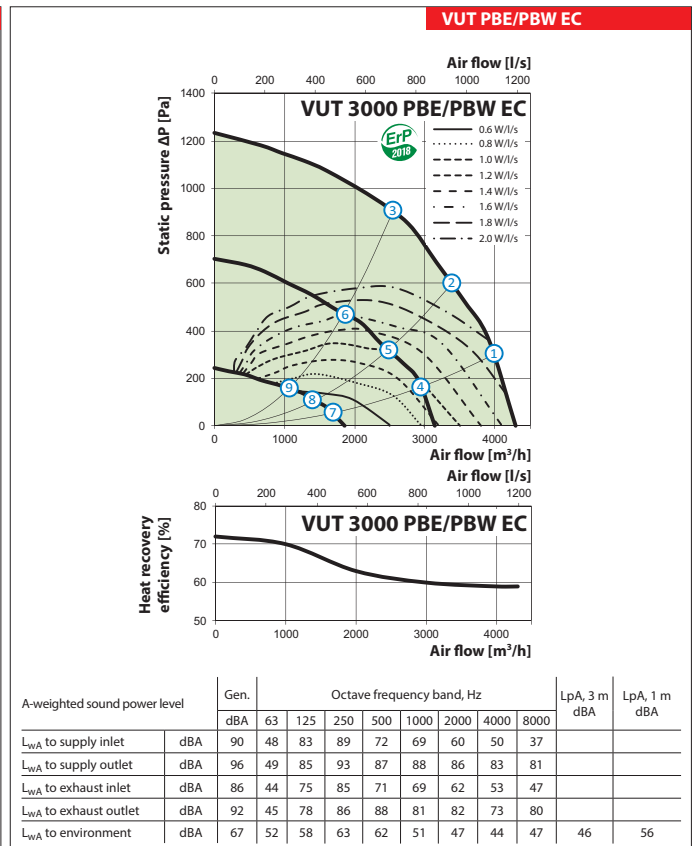 VUT PBE/PBW EC
Air flow [l/s]
0 200 400 600 800 1000 1200
Static pressure ΔP [Pa]
1400
1200
1000
800
600
400
200
0
VUT 3000 PBE/PBW EC
ErP
2018
0.6 W/l/s
0.8 W/l/s
1.0 W/l/s
1.2 W/l/s
1.4 W/l/s
1.6 W/l/s
1.8 W/l/s
2.0 W/l/s
3
2
6
5
1
9
8
7
4
0 1000 2000 3000 4000
Air flow [m³/h]
Air flow [l/s]
0 200 400 600 800 1000 1200
Heat recovery
efficiency [%]
80
70
60
50
VUT 3000 PBE/PBW EC
0 1000 2000 3000 4000
Air flow [m³/h]
A-weighted sound power level Gen. Octave frequency band, Hz LpA, 3 m dBA LpA, 1 m dBA
dBA 63 125 250 500 1000 2000 4000 8000
LwA to supply inlet dBA 90 48 83 89 72 69 60 50 37
LwA to supply outlet dBA 96 49 85 93 87 88 86 83 81
LwA to exhaust inlet dBA 86 44 75 85 71 69 62 53 47
LwA to exhaust outlet dBA 92 45 78 86 88 81 82 73 80
LwA to environment dBA 67 52 58 63 62 51 47 44 47 46 56